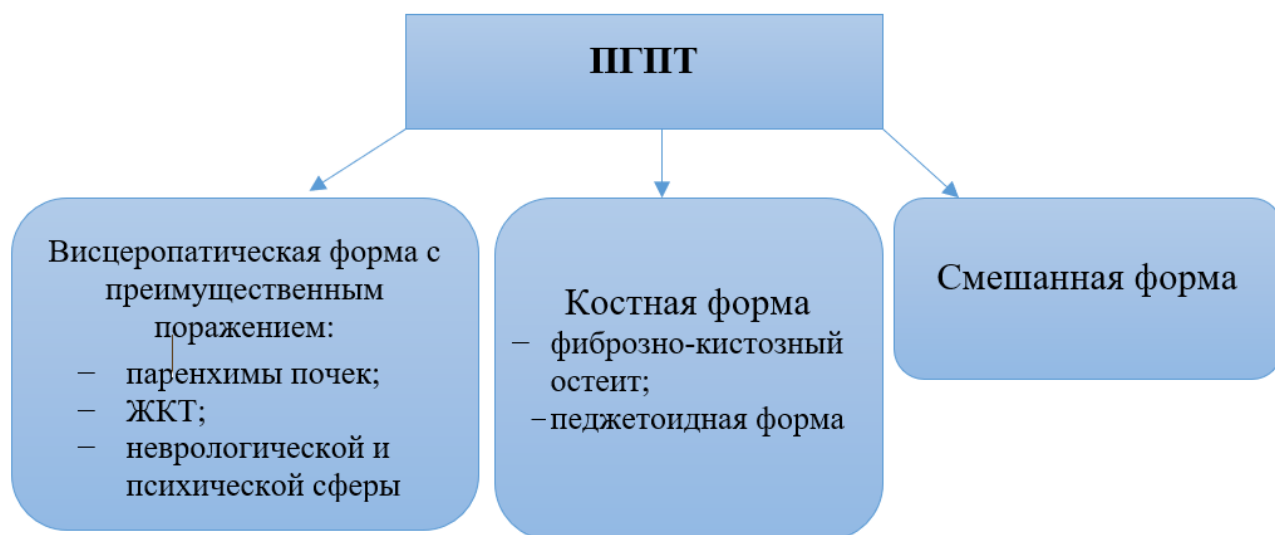 ПГПТ
Висцеропатическая форма с
преимущественным
поражением:
− паренхимы почек;
− ЖКТ;
− неврологической и
психической сферы
Костная форма
− фиброзно-кистозный
остеит;
−педжетоидная форма
Смешанная форма